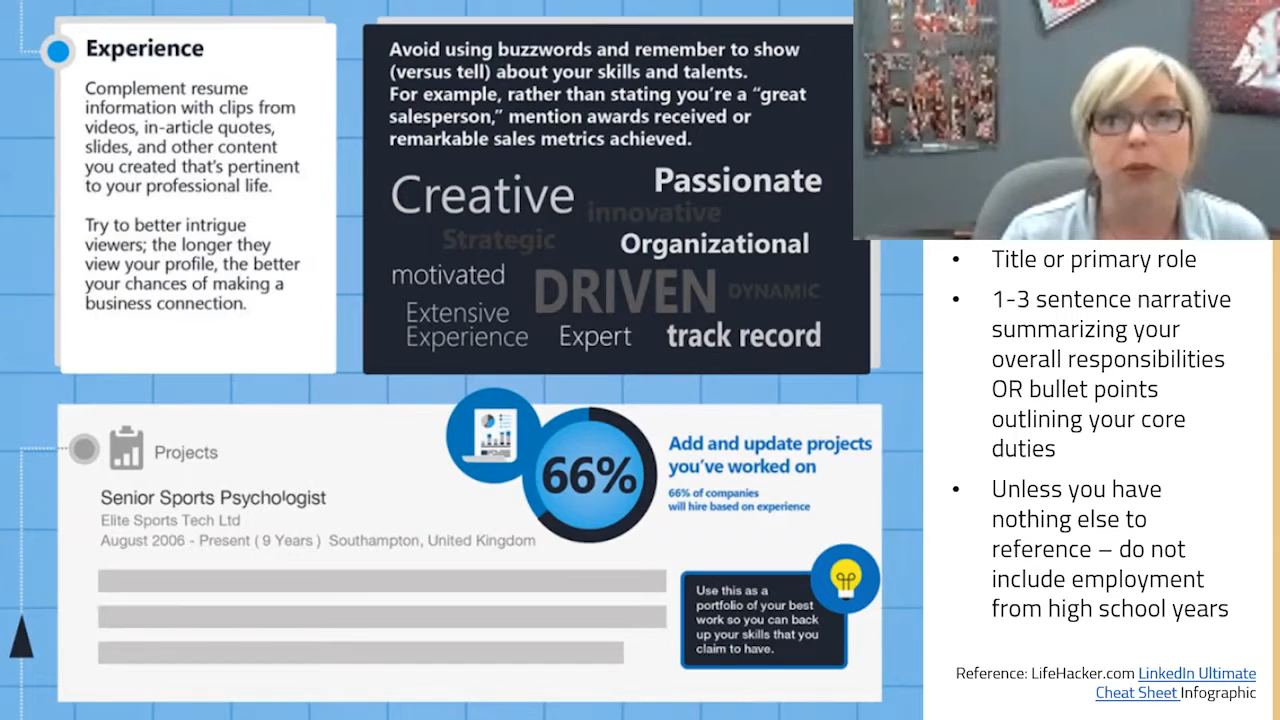 Experience
Complement resume
information with clips from
videos, in-article quotes,
slides, and other content
you created that's pertinent
to your professional life.
Try to better intrigue
viewers; the longer they
view your profile, the better
your chances of making a
business connection.
Avoid using buzzwords and remember to show
(versus tell) about your skills and talents.
For example, rather than stating you're a "great
salesperson," mention awards received or
remarkable sales metrics achieved.
Creative
Passionate
innovative
Strategic
Organizational
motivated
DRIVEN
DYNAMIC
Extensive
Experience
Expert
track record
Projects
Senior Sports Psychologist
Elite Sports Tech Ltd
August 2006 - Present ( 9 Years ) Southampton, United Kingdom
66%
Add and update projects
you've worked on
66% of companies
will hire based on experience
Use this as a
portfolio of your best
work so you can back
up your skills that you
claim to have.
• Title or primary role
• 1-3 sentence narrative
summarizing your
overall responsibilities
OR bullet points
outlining your core
duties
• Unless you have
nothing else to
reference – do not
include employment
from high school years
Reference: LifeHacker.com LinkedIn Ultimate
Cheat Sheet Infographic